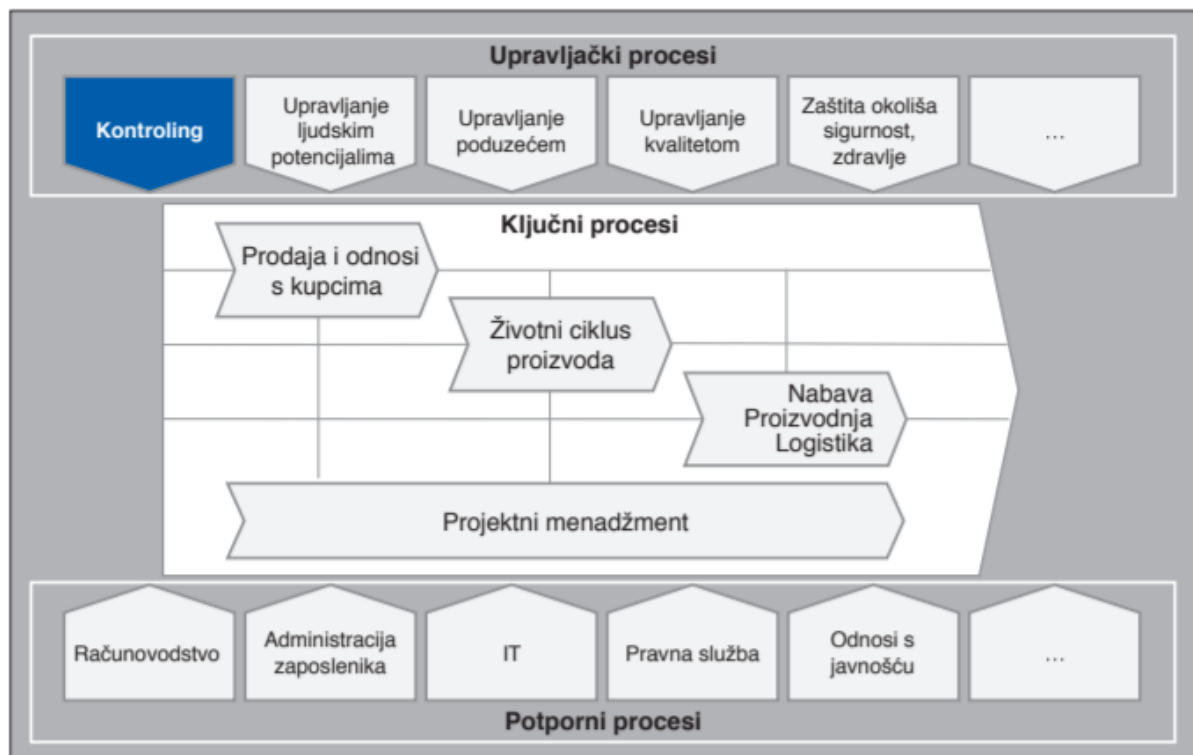 Upravljački procesi
Kontroling
Upravljanje
ljudskim
potencijalima
Upravljanje
poduzećem
Upravljanje
kvalitetom
Zaštita okoliša
sigurnost,
zdravlje
...
Ključni procesi
Prodaja i odnosi
s kupcima
Životni ciklus
proizvoda
Nabava
Proizvodnja
Logistika
Projektni menadžment
Računovodstvo
Administracija
zaposlenika
IT
Pravna služba
Odnosi s
javnošću
...
Potporni procesi